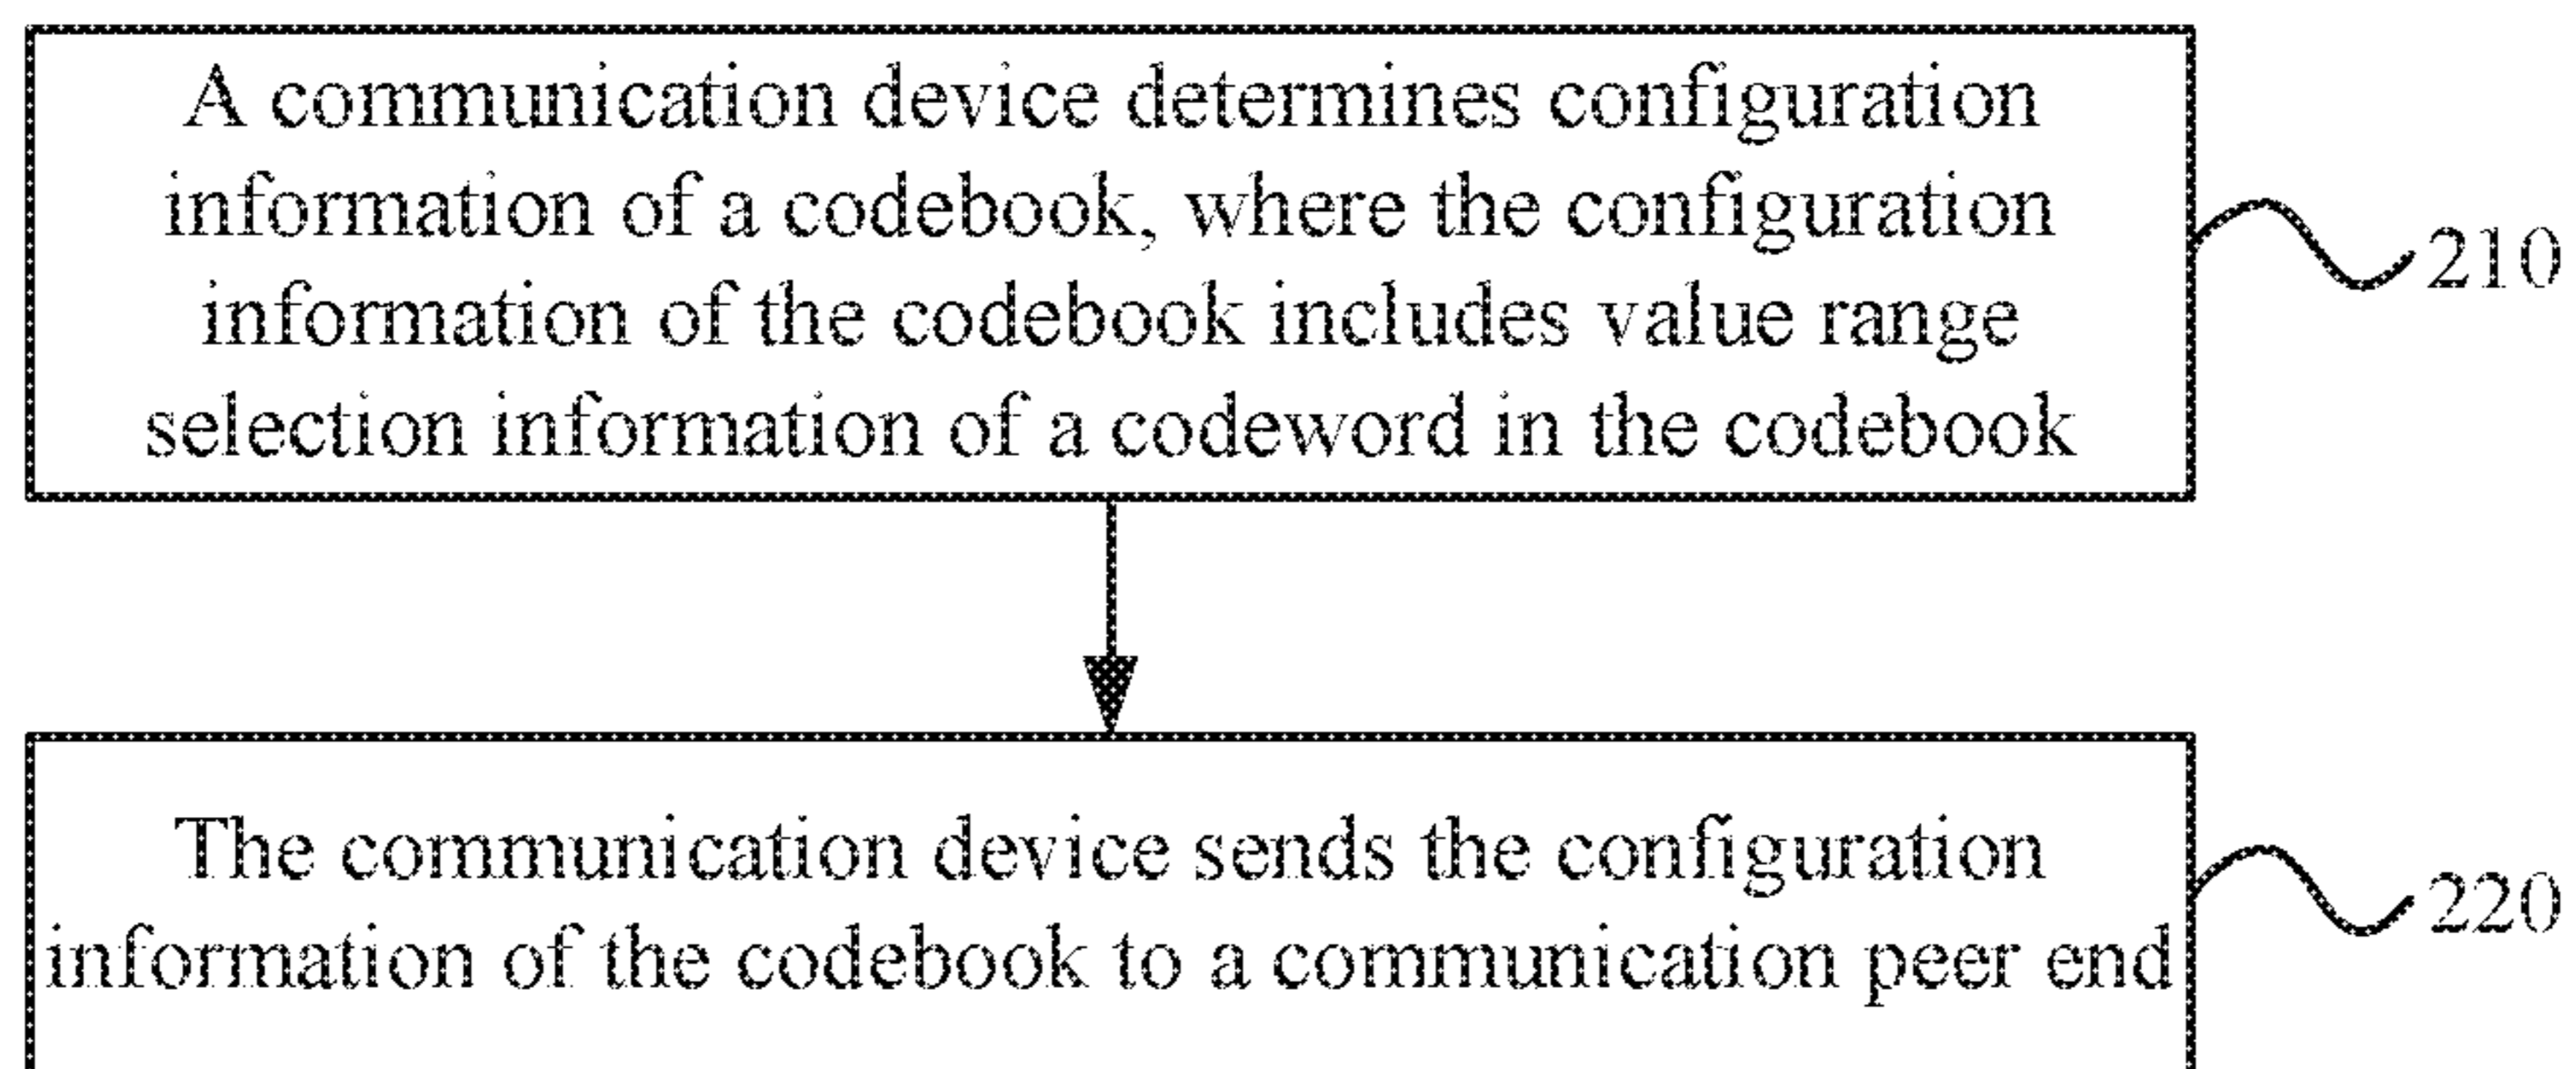 A communication device determines configuration
information of a codebook, where the configuration
information of the codebook includes value range
selection information of a codeword in the codebook
210
The communication device sends the configuration
information of the codebook to a communication peer end
220